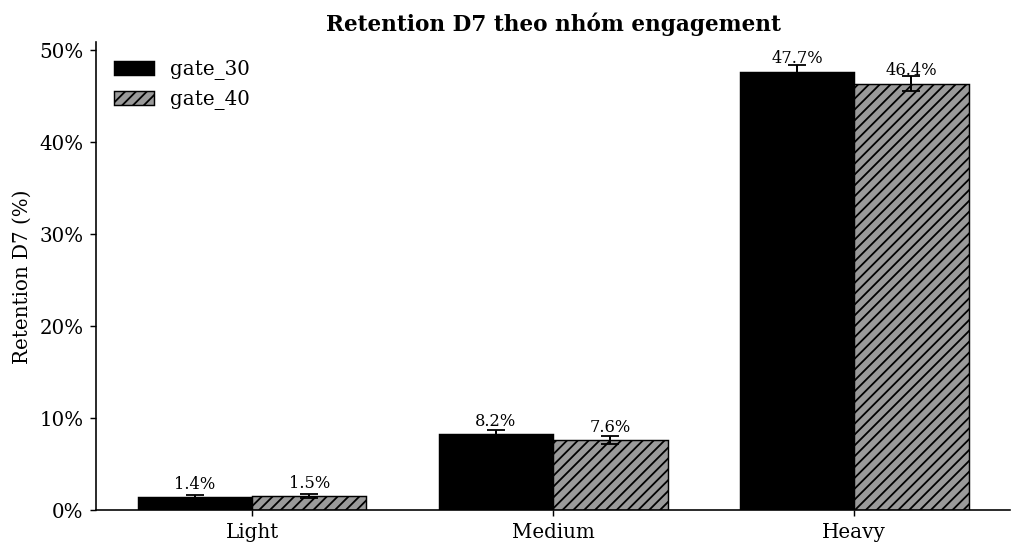 Retention D7 theo nhóm engagement
gate_30
gate_40
Retention D7 (%)
50%
40%
30%
20%
10%
0%
1.4%
1.5%
8.2%
7.6%
47.7%
46.4%
Light
Medium
Heavy